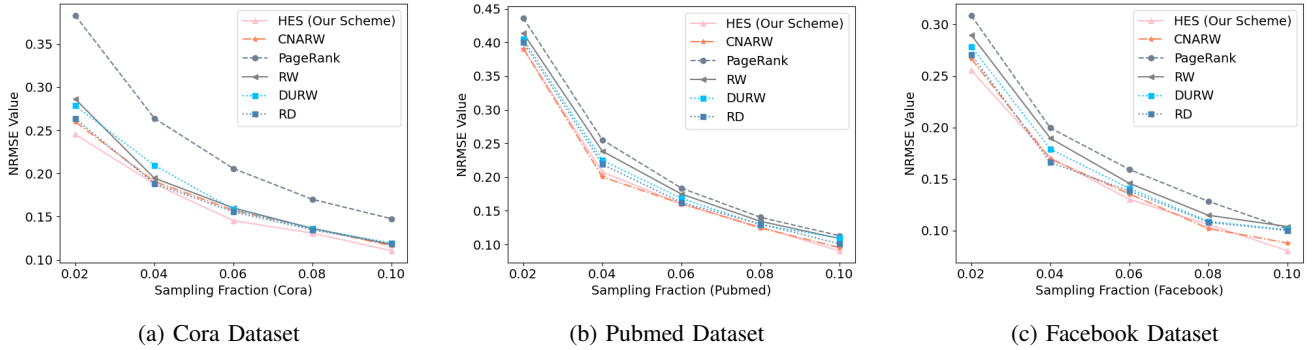 NRMSE Value
0.35
0.30
0.25
0.20
0.15
0.10
HES (Our Scheme)
CNARW
PageRank
RW
DURW
RD
0.02 0.04 0.06 0.08 0.10
Sampling Fraction (Cora)
(a) Cora Dataset
NRMSE Value
0.45
0.40
0.35
0.30
0.25
0.20
0.15
0.10
HES (Our Scheme)
CNARW
PageRank
RW
DURW
RD
0.02 0.04 0.06 0.08 0.10
Sampling Fraction (Pubmed)
(b) Pubmed Dataset
NRMSE Value
0.30
0.25
0.20
0.15
0.10
HES (Our Scheme)
CNARW
PageRank
RW
DURW
RD
0.02 0.04 0.06 0.08 0.10
Sampling Fraction (Facebook)
(c) Facebook Dataset